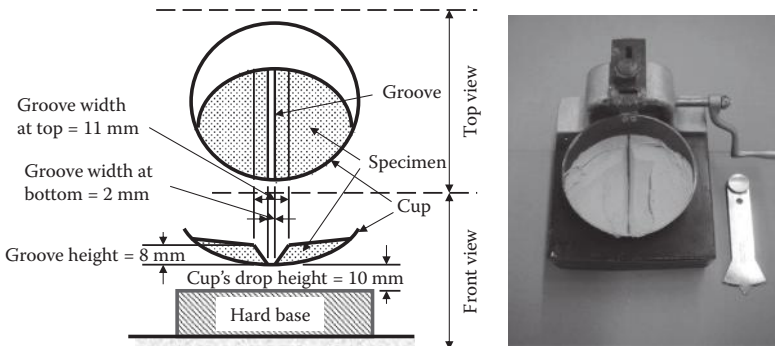 Groove width
at top = 11 mm
Groove width at
bottom = 2 mm
Groove height = 8 mm
Groove
Specimen
Cup
Cup's drop height = 10 mm
Hard base
Top view
Front view